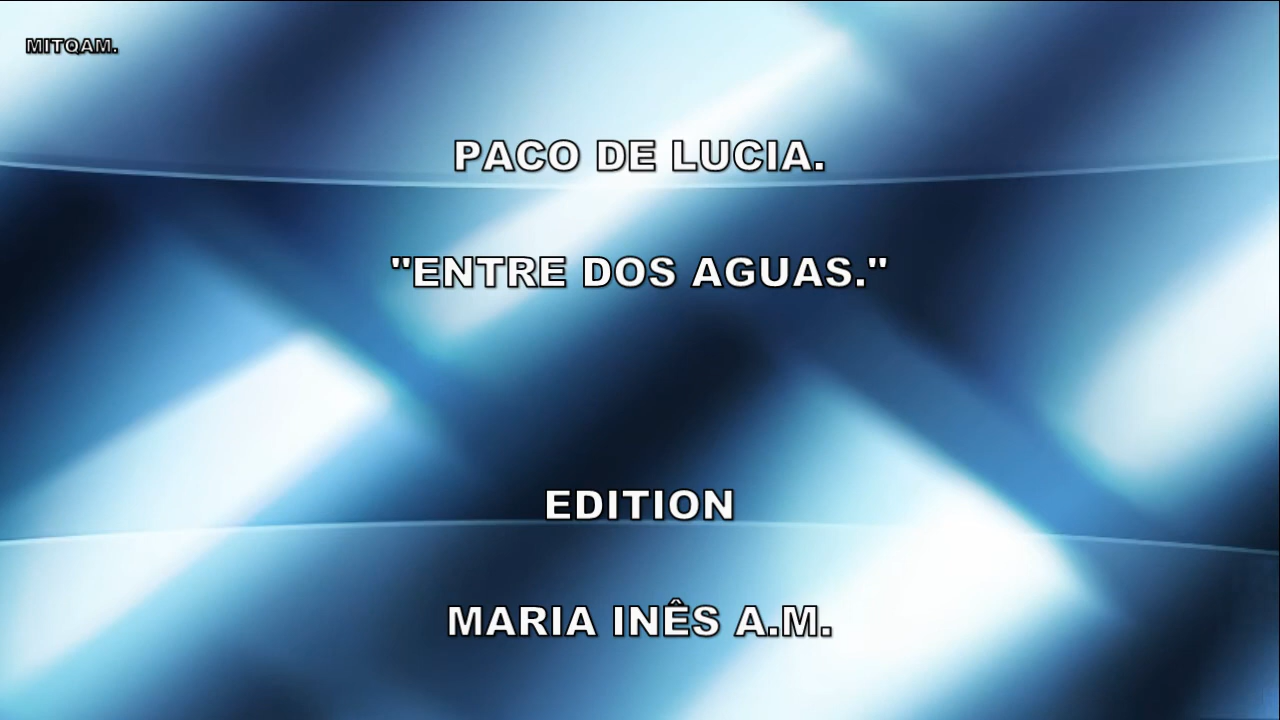 MITQAM.
PACO DE LUCIA.
"ENTRE DOS AGUAS."
EDITION
MARIA INÊS A.M.